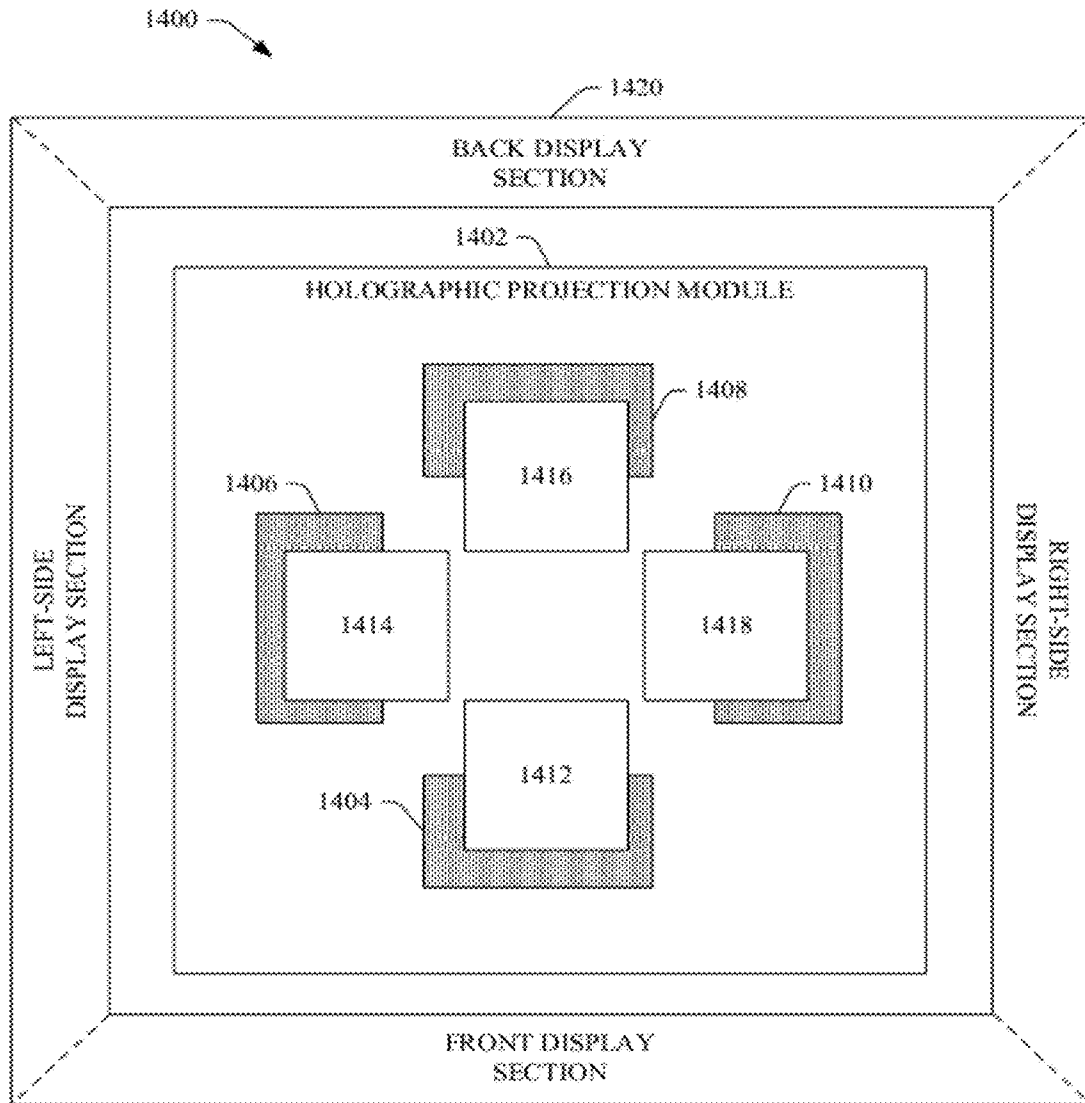 1400
1420
BACK DISPLAY
SECTION
1402
HOLOGRAPHIC PROJECTION MODULE
1408
1416
1406
1410
LEFT-SIDE
DISPLAY SECTION
1414
1418
RIGHT-SIDE
DISPLAY SECTION
1412
1404
FRONT DISPLAY
SECTION